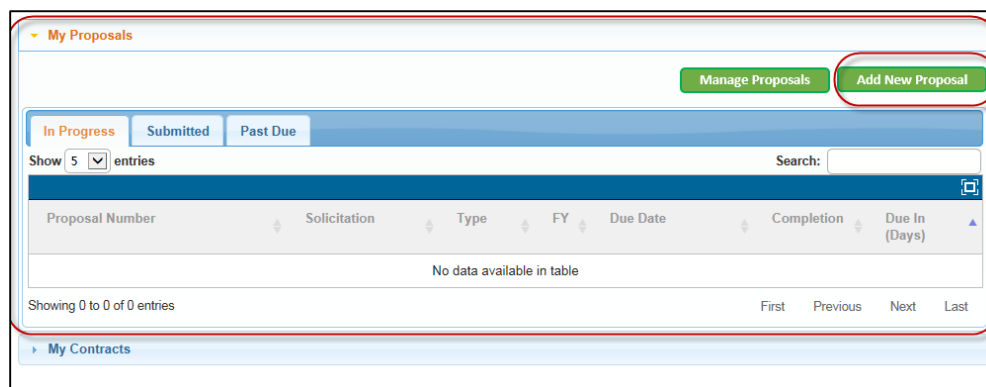 My Proposals
Manage Proposals Add New Proposal
In Progress Submitted Past Due
Show 5 entries Search:
Proposal Number Solicitation Type FY Due Date Completion Due In
(Days)
No data available in table
Showing 0 to 0 of 0 entries First Previous Next Last
My Contracts